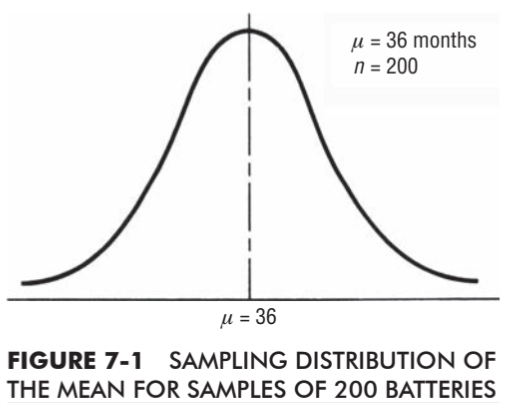 μ = 36 months
n = 200
μ = 36
FIGURE 7-1 SAMPLING DISTRIBUTION OF
THE MEAN FOR SAMPLES OF 200 BATTERIES